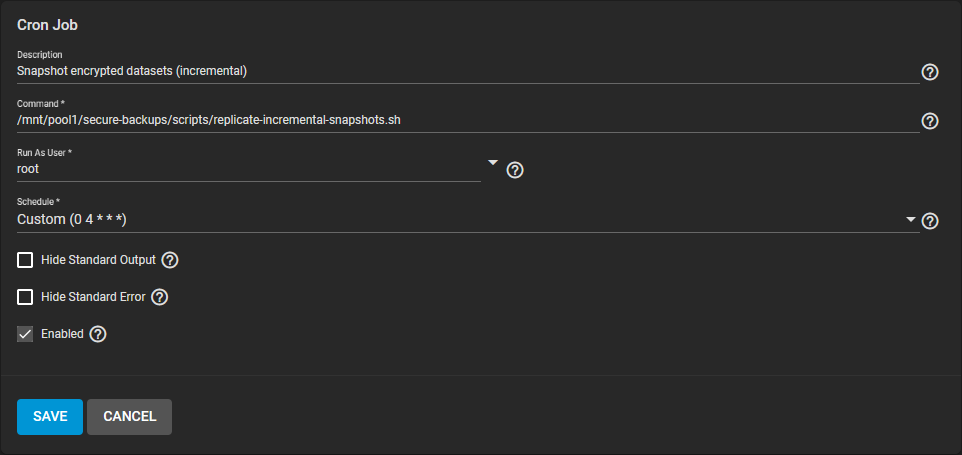 Cron Job
Description
Snapshot encrypted datasets (incremental)
Command *
/mnt/pool1/secure-backups/scripts/replicate-incremental-snapshots.sh
Run As User *
root
Schedule *
Custom (0 4 * * *)
Hide Standard Output
Hide Standard Error
Enabled
SAVE CANCEL